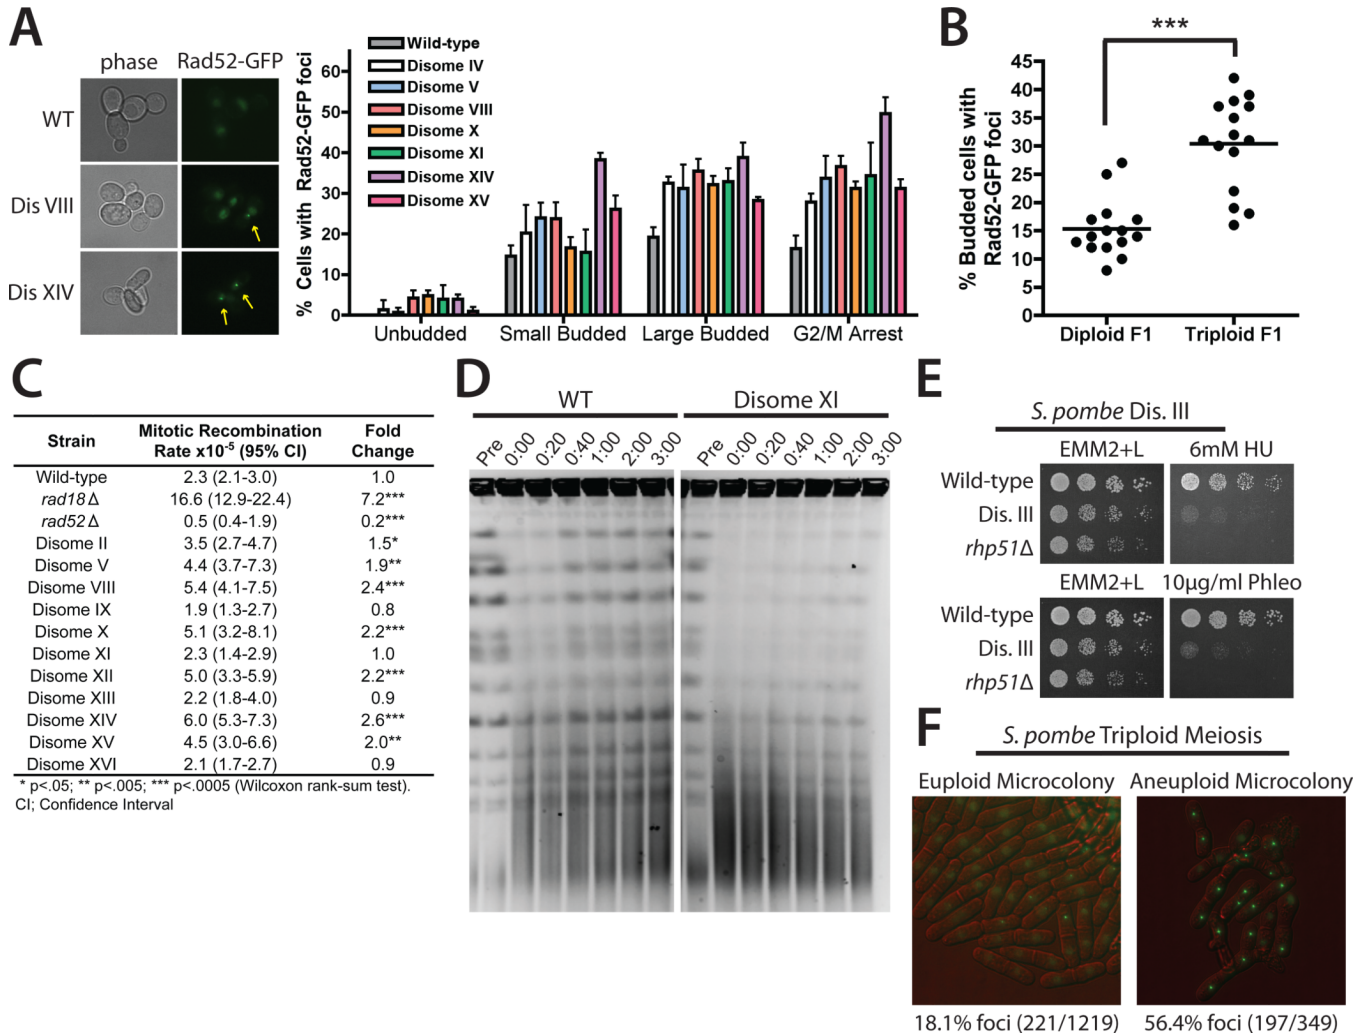 A
phase
Rad52-GFP
WT
Dis VIII
Dis XIV
% Cells with Rad52-GFP foci
60
50
40
30
20
10
0
Wild-type
Disome IV
Disome V
Disome VIII
Disome X
Disome XI
Disome XIV
Disome XV
Unbudded
Small Budded
Large Budded
G2/M Arrest
B
***
% Budded cells with
Rad52-GFP foci
45
40
35
30
25
20
15
10
5
0
Diploid F1
Triploid F1
C
Strain Mitotic Recombination Rate x10⁻⁵ (95% CI) Fold Change
Wild-type 2.3 (2.1-3.0) 1.0
rad18Δ 16.6 (12.9-22.4) 7.2***
rad52Δ 0.5 (0.4-1.9) 0.2***
Disome II 3.5 (2.7-4.7) 1.5*
Disome V 4.4 (3.7-7.3) 1.9**
Disome VIII 5.4 (4.1-7.5) 2.4***
Disome IX 1.9 (1.3-2.7) 0.8
Disome X 5.1 (3.2-8.1) 2.2***
Disome XI 2.3 (1.4-2.9) 1.0
Disome XII 5.0 (3.3-5.9) 2.2***
Disome XIII 2.2 (1.8-4.0) 0.9
Disome XIV 6.0 (5.3-7.3) 2.6***
Disome XV 4.5 (3.0-6.6) 2.0**
Disome XVI 2.1 (1.7-2.7) 0.9
* p<.05; ** p<.005; *** p<.0005 (Wilcoxon rank-sum test).
CI; Confidence Interval
D
WT
Pre 0:00 0:20 0:40 1:00 2:00 3:00
Disome XI
Pre 0:00 0:20 0:40 1:00 2:00 3:00
E
S. pombe Dis. III
EMM2+L 6mM HU
Wild-type
Dis. III
rhp51Δ
EMM2+L 10µg/ml Phleo
Wild-type
Dis. III
rhp51Δ
F
S. pombe Triploid Meiosis
Euploid Microcolony Aneuploid Microcolony
18.1% foci (221/1219) 56.4% foci (197/349)